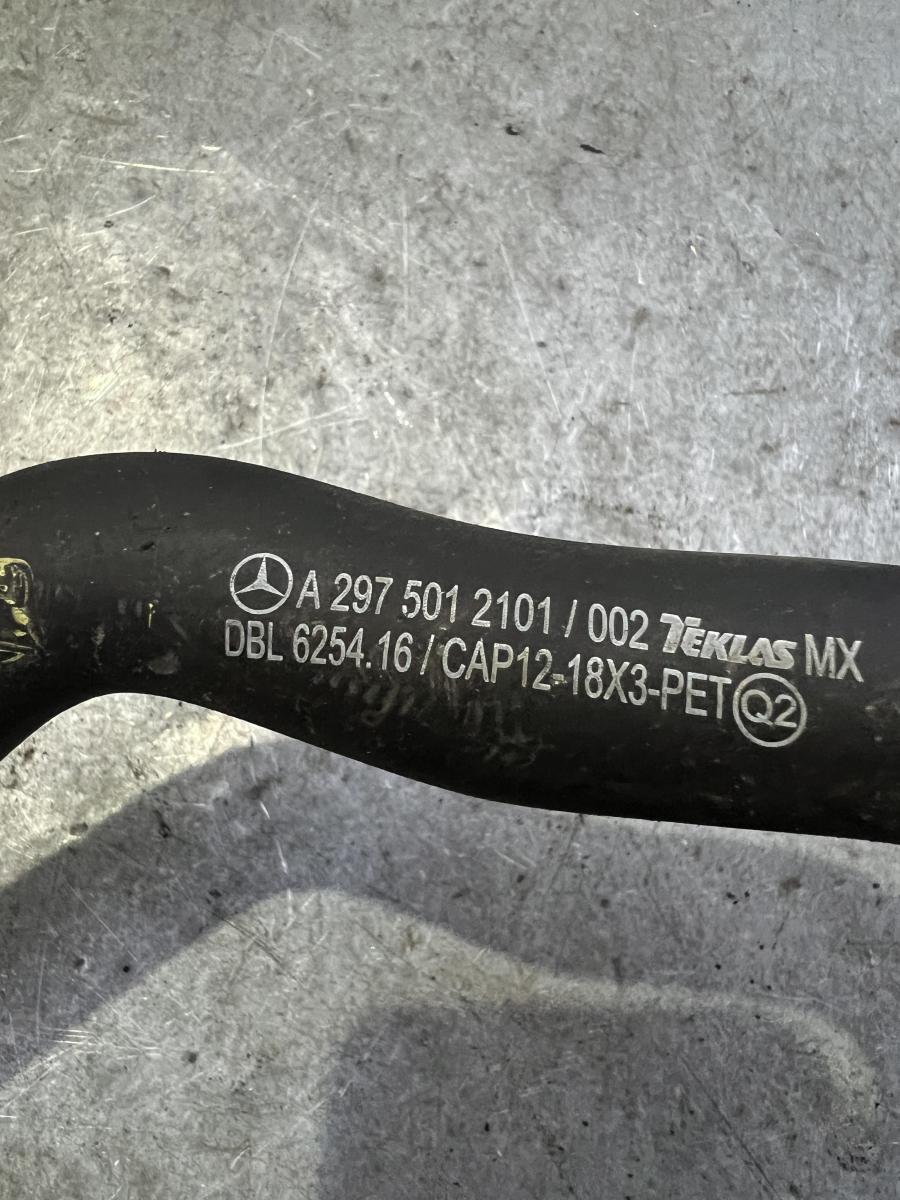 A 297 501 2101 / 002 TEKLAS MX
DBL 6254.16 / CAP12-18X3-PET Q2